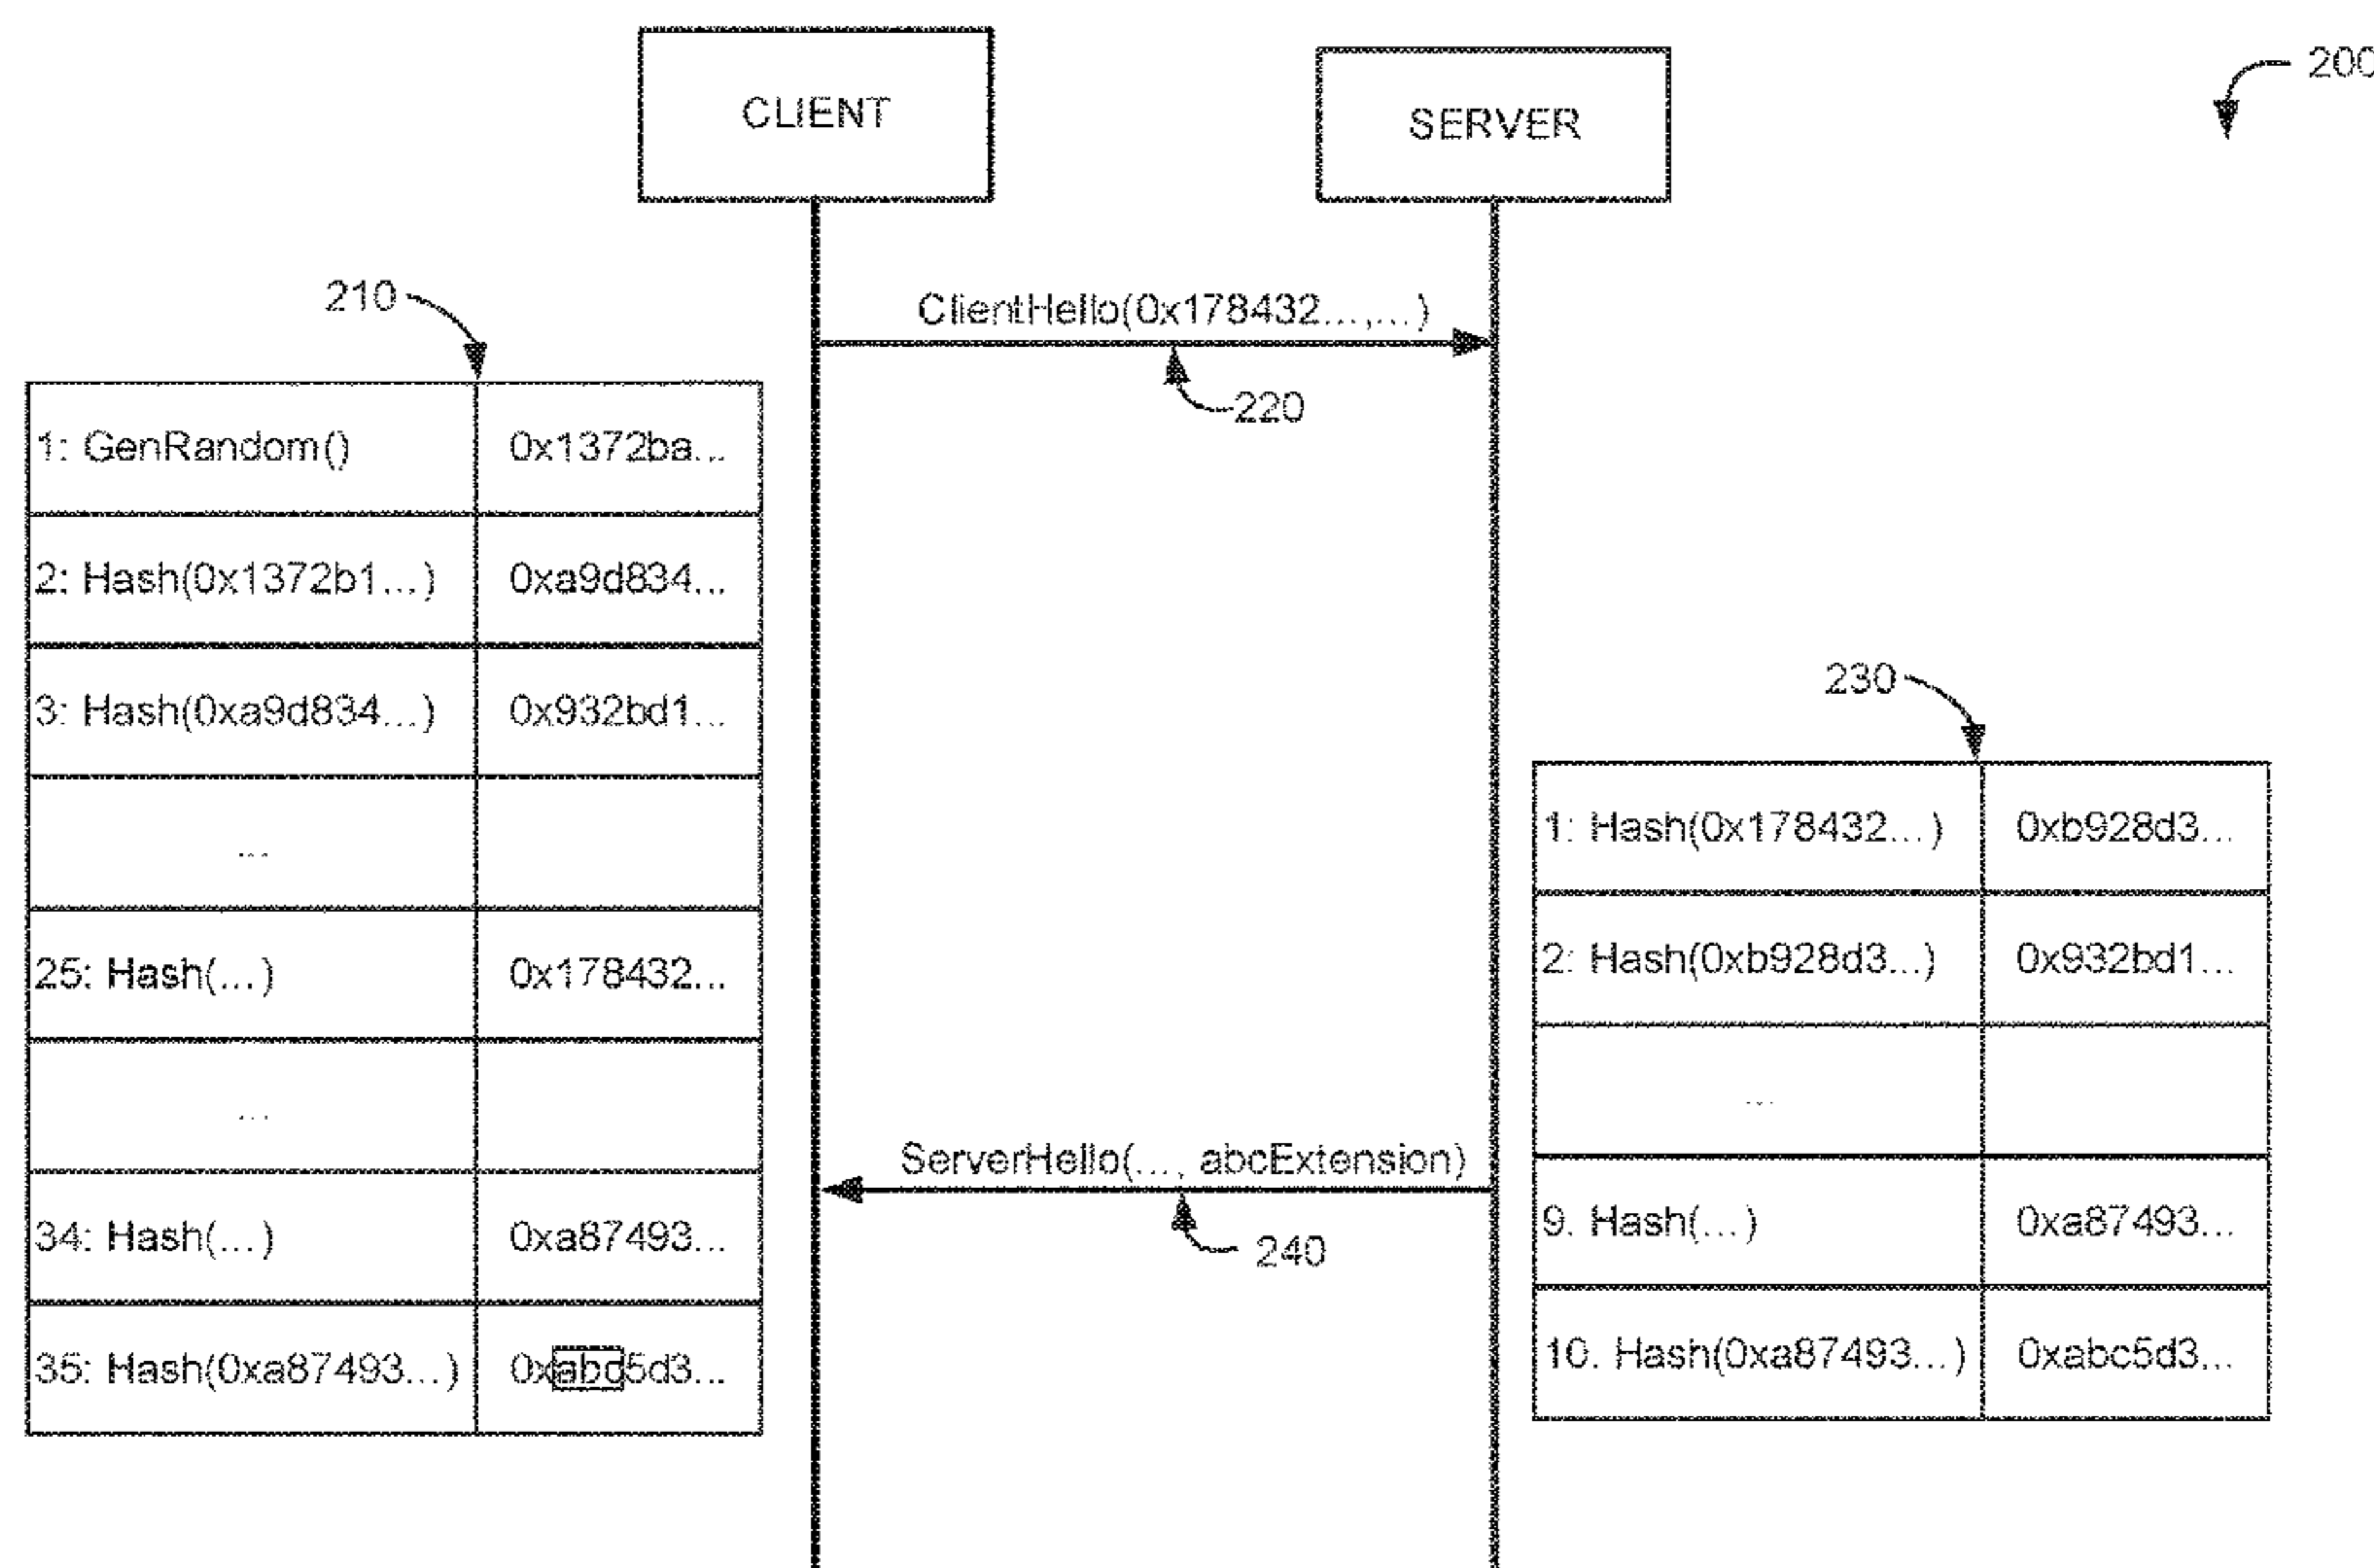 CLIENT
SERVER
200
210
ClientHello(0x178432...,...)
220
1: GenRandom() 0x1372ba...
2: Hash(0x1372b1...) 0xa9d834...
3: Hash(0xa9d834...) 0x932bd1...
...
25: Hash(...) 0x178432...
...
34: Hash(...) 0xa87493...
35: Hash(0xa87493...) 0xabc5d3...
230
1: Hash(0x178432...) 0xb928d3...
2: Hash(0xb928d3...) 0x932bd1...
...
9. Hash(...) 0xa87493...
10. Hash(0xa87493...) 0xabc5d3...
ServerHello(..., abcExtension)
240